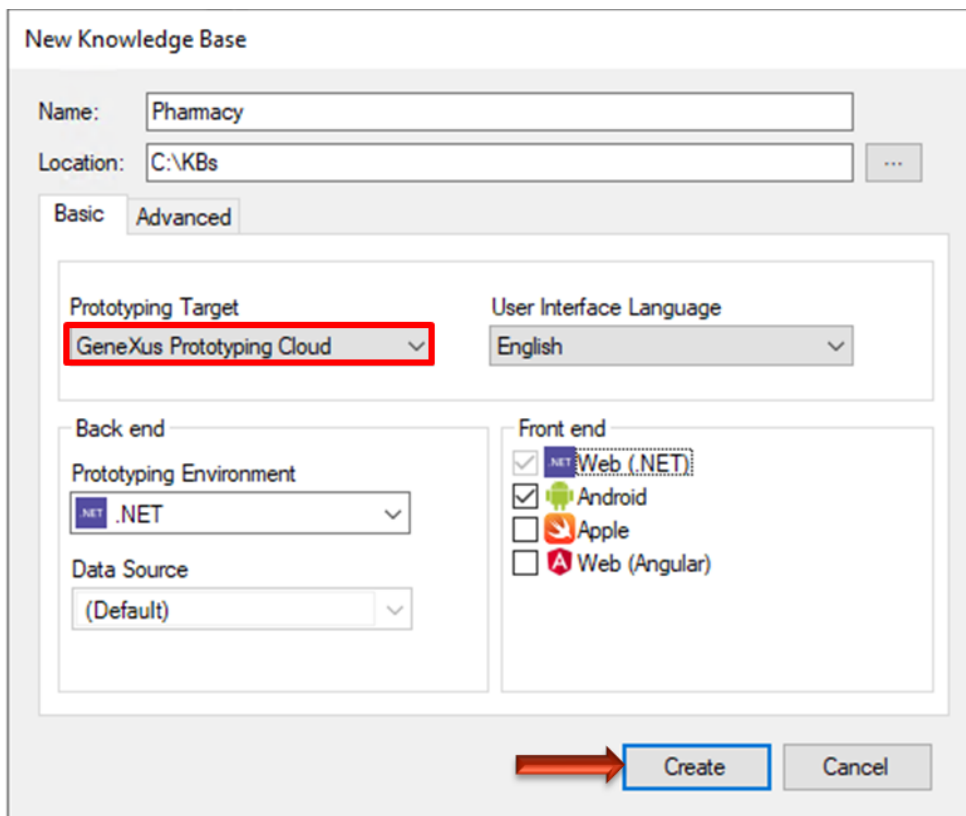 New Knowledge Base
Name: Pharmacy
Location: C:\KBs ...
Basic Advanced
Prototyping Target User Interface Language
GeneXus Prototyping Cloud English
Back end Front end
.NET Web (.NET)
Prototyping Environment
Android
.NET .NET
Apple
Data Source Web (Angular)
(Default)
Create Cancel